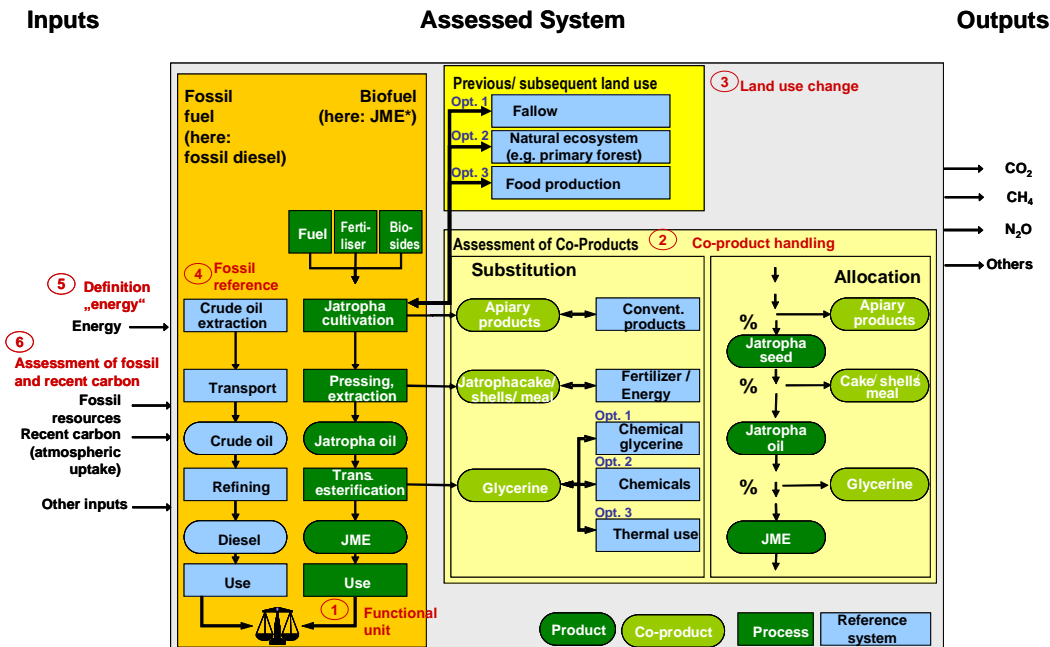 Inputs
Assessed System
Outputs
Fossil
fuel
(here:
fossil diesel)
Biofuel
(here: JME*)
Previous/ subsequent land use
Opt. 1
Fallow
Opt. 2
Natural ecosystem
(e.g. primary forest)
Opt. 3
Food production
3 Land use change
CO2
CH4
N2O
Others
Fuel
Ferti-
liser
Bio-
sides
Assessment of Co-Products
2 Co-product handling
Substitution
Allocation
4 Fossil
reference
5 Definition
„energy“
Energy
6
Assessment of fossil
and recent carbon
Fossil
resources
Recent carbon
(atmospheric
uptake)
Other inputs
Crude oil
extraction
Transport
Crude oil
Refining
Diesel
Use
Jatropha
cultivation
Pressing,
extraction
Jatropha oil
Trans.
esterification
JME
Use
1 Functional
unit
Apiary
products
Convent.
products
Jatrophacake/
shells/ meal
Fertilizer /
Energy
Glycerine
Opt. 1
Chemical
glycerine
Opt. 2
Chemicals
Opt. 3
Thermal use
%
Apiary
products
Jatropha
seed
%
Cake/ shells/
meal
Jatropha
oil
%
Glycerine
JME
Product
Co-product
Process
Reference
system